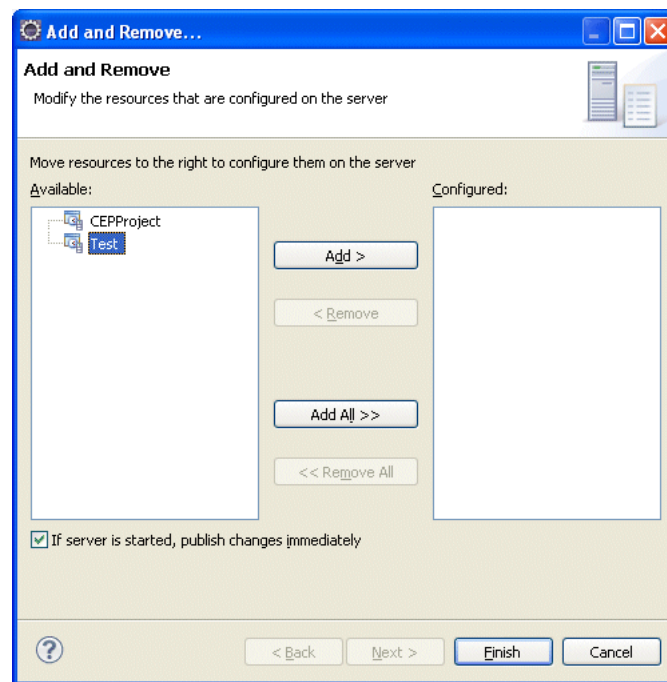 Add and Remove...
Add and Remove
Modify the resources that are configured on the server
Move resources to the right to configure them on the server
Available:
Configured:
CEPProject
Test
Add >
< Remove
Add All >>
<< Remove All
If server is started, publish changes immediately
?
< Back
Next >
Finish
Cancel